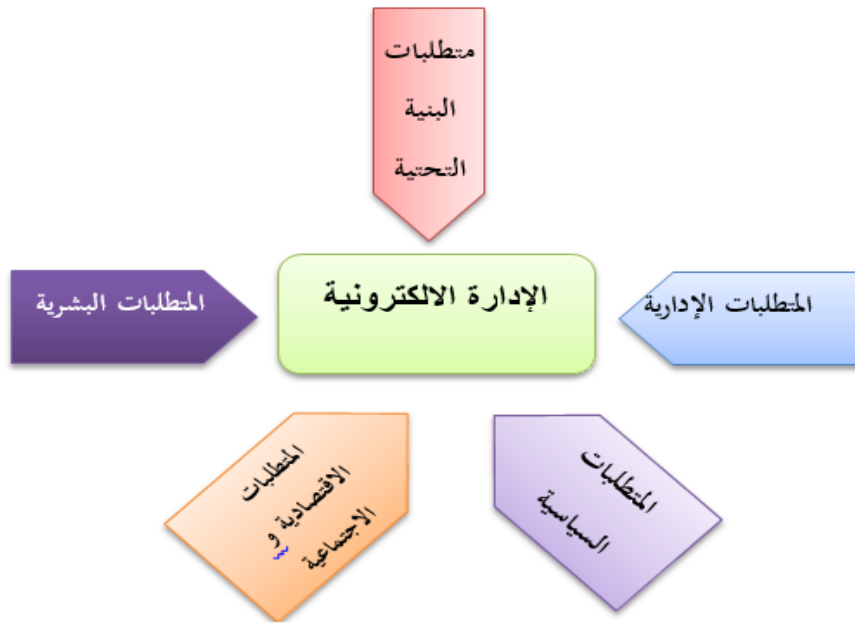 متطلبات
البنية
التحتية
الإدارة الالكترونية
المتطلبات الإدارية
المتطلبات البشرية
المتطلبات
السياسية
المتطلبات
الاقتصادية و
الاجتماعية